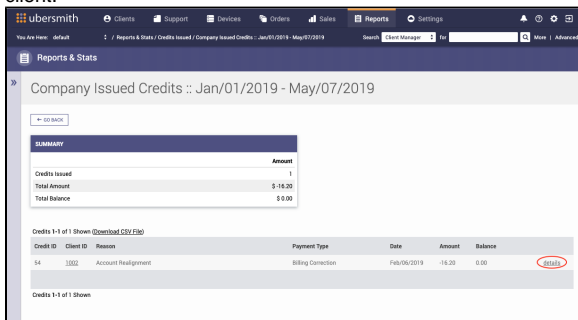 client.
ubersmith Clients Support Devices Orders Sales Reports Settings
You Are Here: default / Reports & Stats / Credits Issued / Company Issued Credits :: Jan/01/2019 - May/07/2019 Search Client Manager for More | Advanced
Reports & Stats
Company Issued Credits :: Jan/01/2019 - May/07/2019
← GO BACK
SUMMARY
Amount
Credits Issued 1
Total Amount $ -16.20
Total Balance $ 0.00
Credits 1-1 of 1 Shown (Download CSV File)
Credit ID Client ID Reason Payment Type Date Amount Balance
54 1002 Account Realignment Billing Correction Feb/06/2019 -16.20 0.00 details
Credits 1-1 of 1 Shown